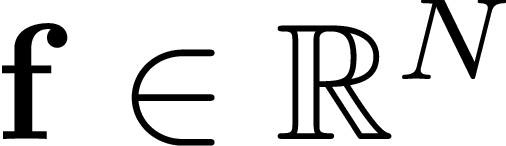 𝐟 ∈ ℝ^N